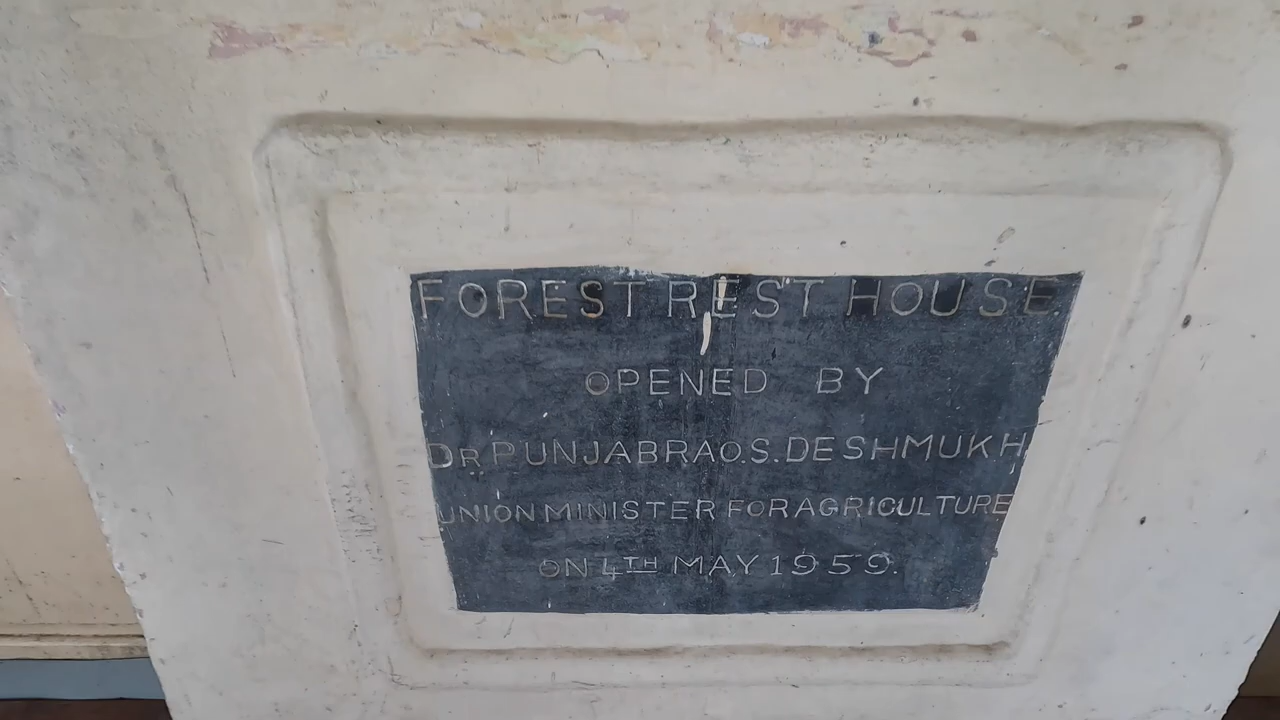 FOREST REST HOUSE.
OPENED BY
DR PUNJABRAO.S.DESHMUKH
UNION MINISTER FOR AGRICULTURE
ON 4TH MAY 1959.